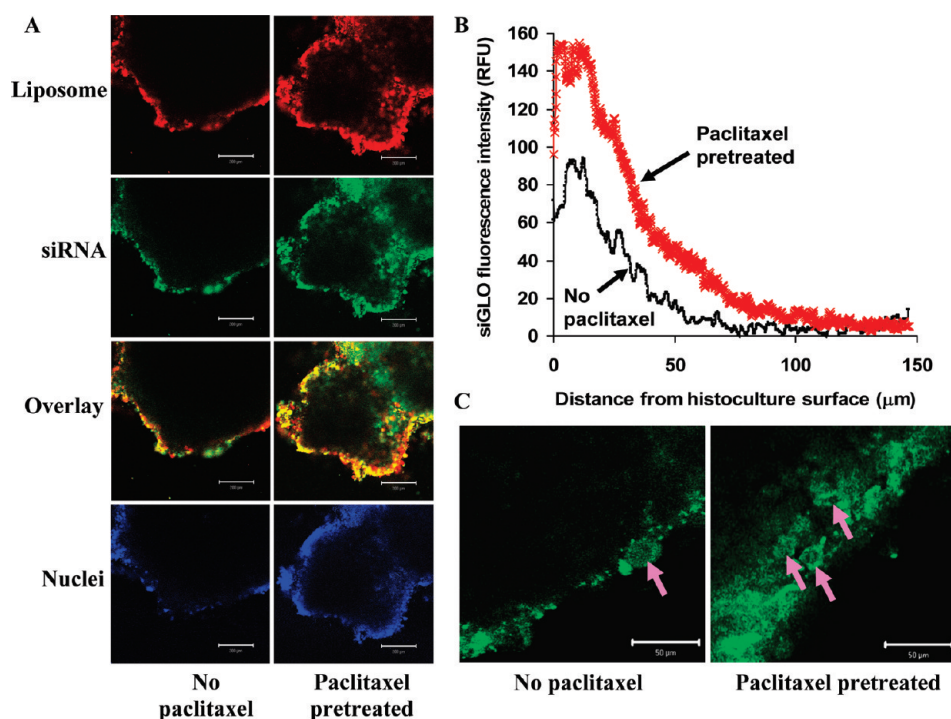 A
Liposome
siRNA
Overlay
Nuclei
No
paclitaxel
Paclitaxel
pretreated
B
siGLO fluorescence intensity (RFU)
160
140
120
100
80
60
40
20
0
0
50
100
150
Paclitaxel
pretreated
No
paclitaxel
Distance from histoculture surface (μm)
C
50 μm
50 μm
No paclitaxel
Paclitaxel pretreated